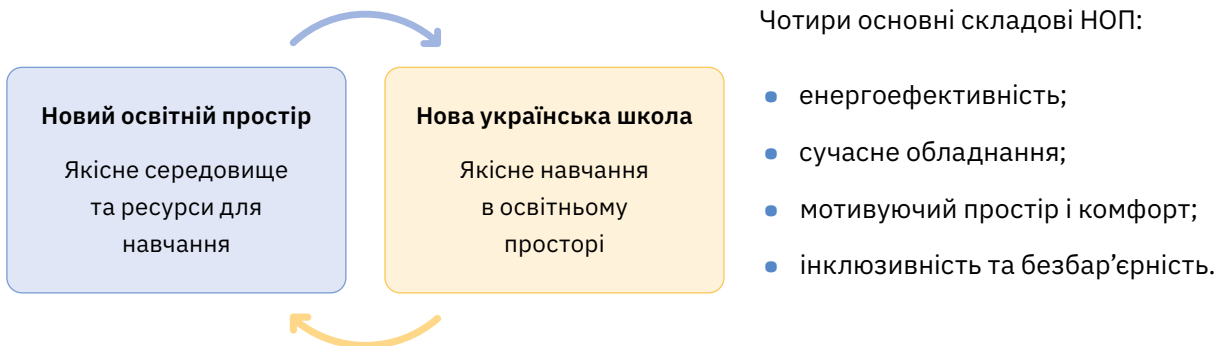 Новий освітній простір
Якісне середовище
та ресурси для
навчання
Нова українська школа
Якісне навчання
в освітньому
просторі
Чотири основні складові НОП:
енергоефективність;
сучасне обладнання;
мотивуючий простір і комфорт;
інклюзивність та безбар’єрність.